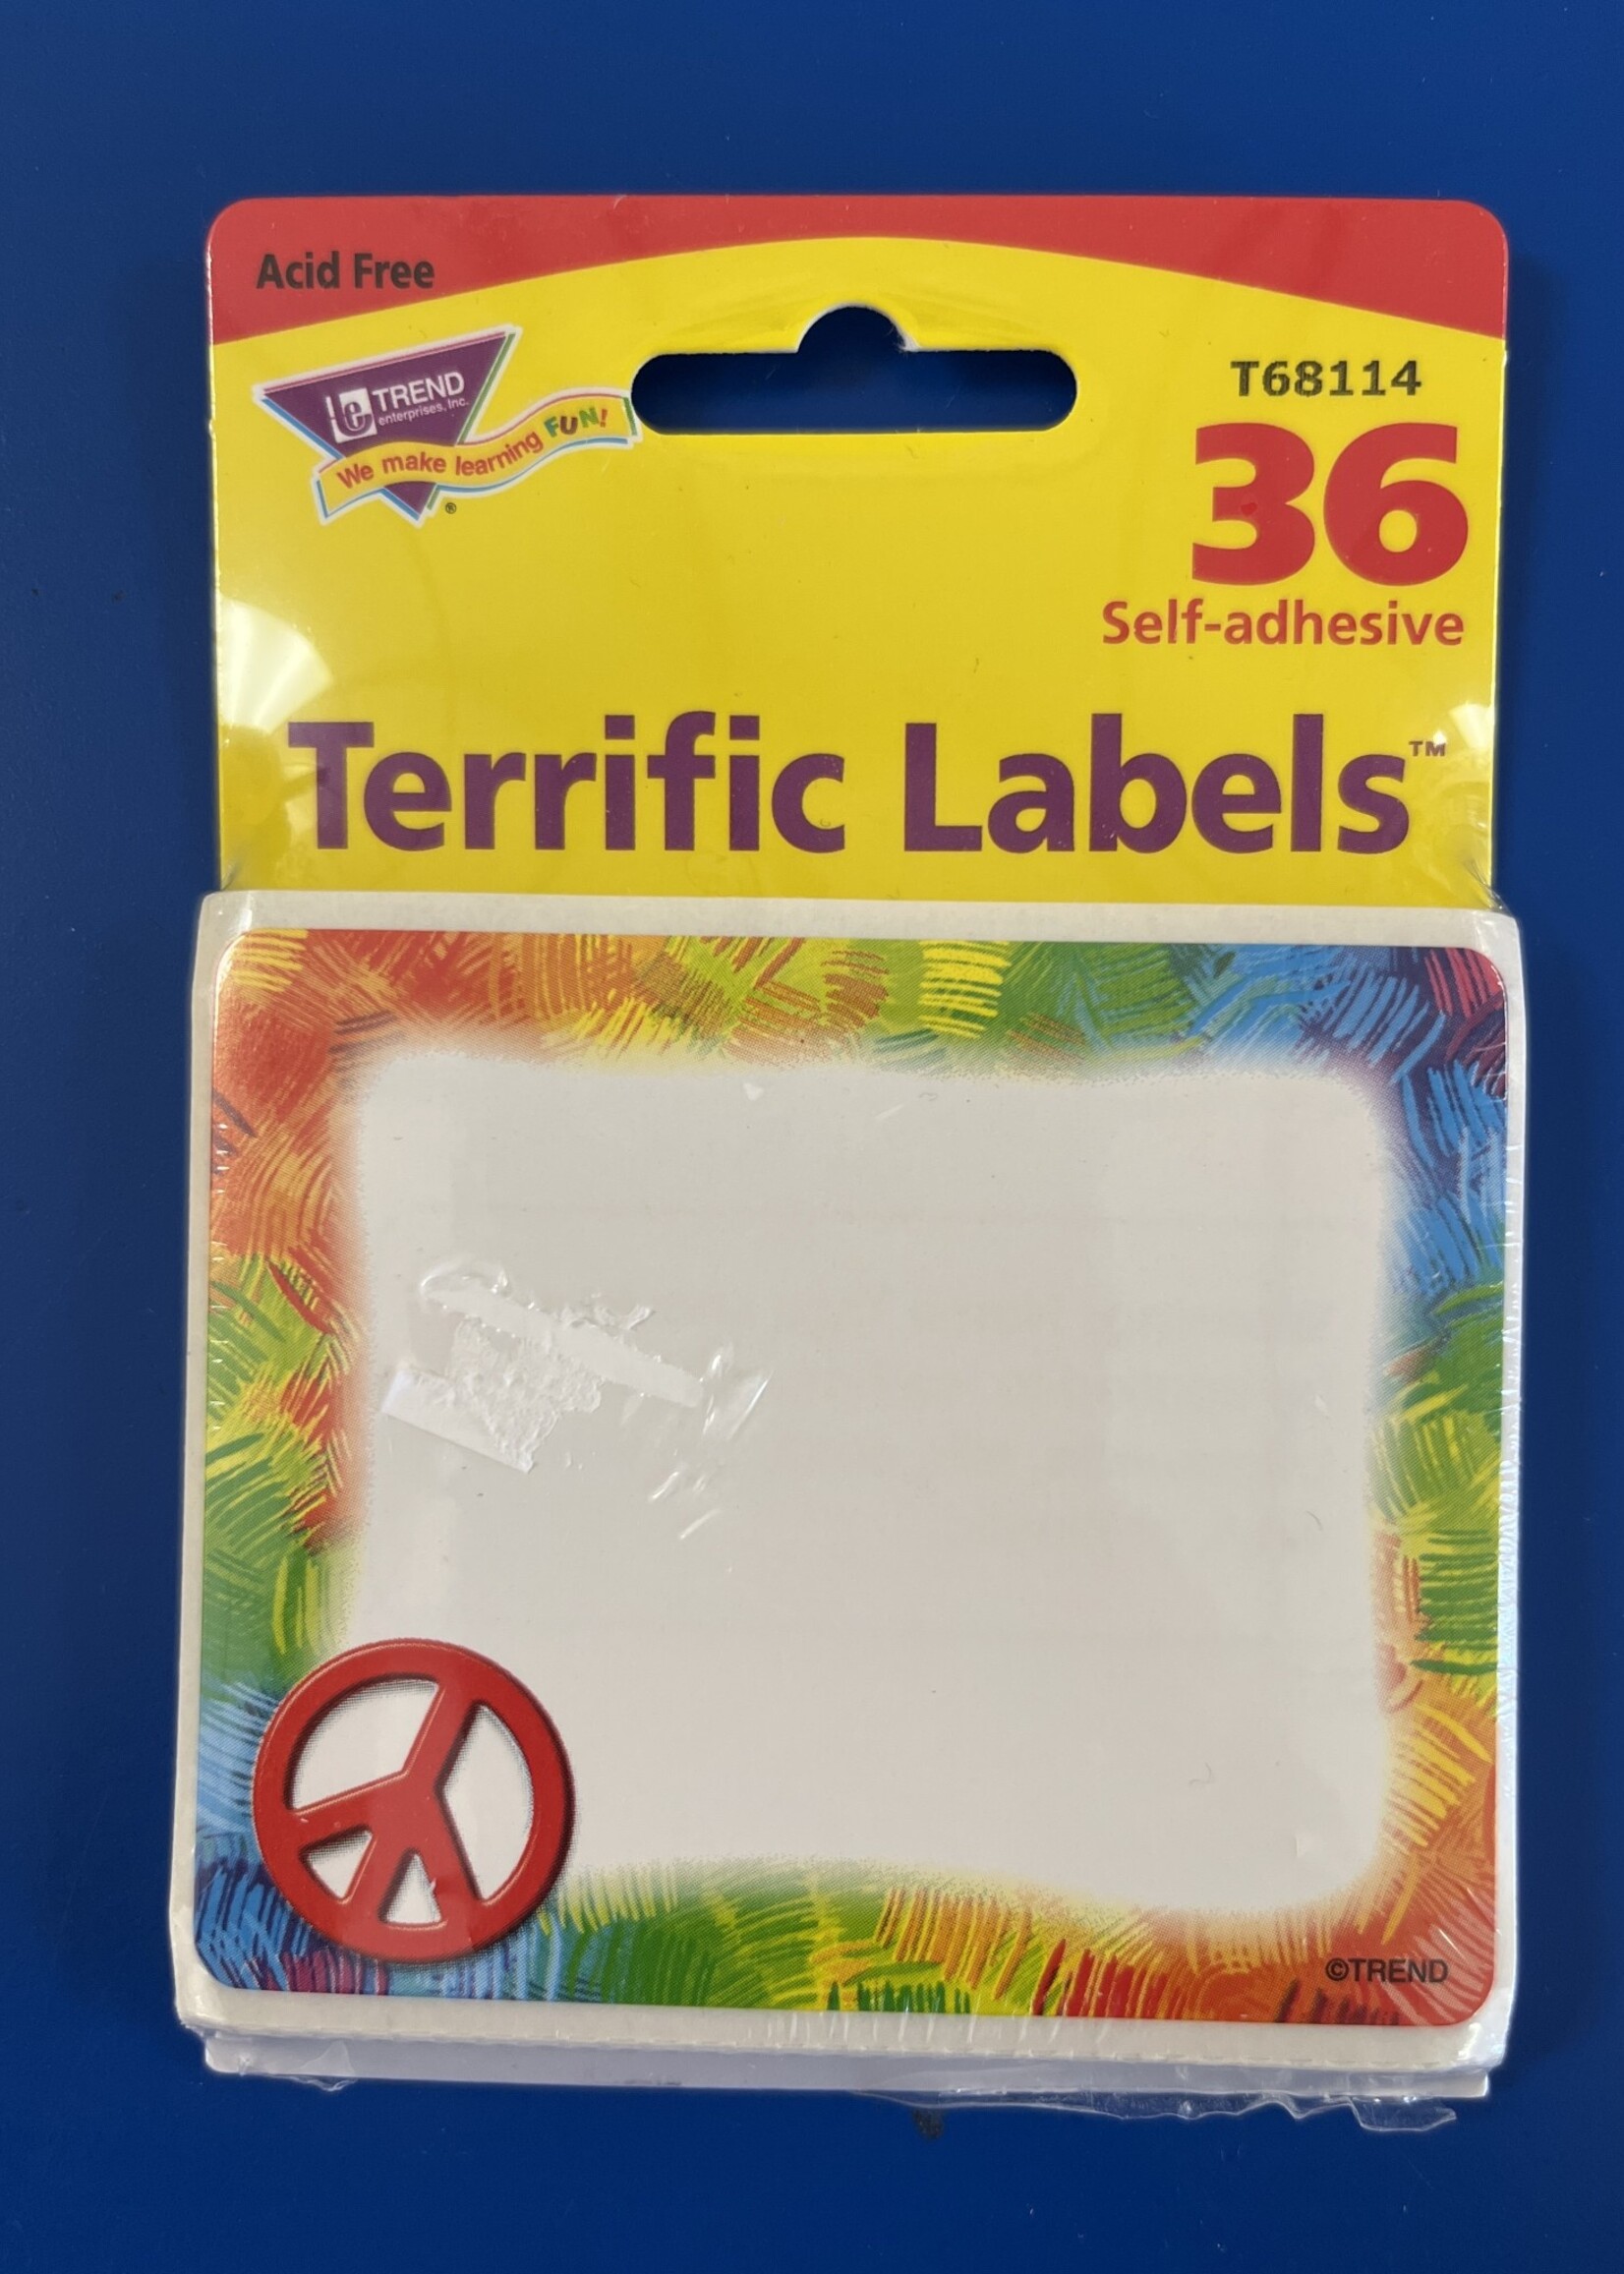 Acid Free
e TREND
enterprises, Inc.
We make learning FUN!
®
T68114
36
Self-adhesive
Terrific Labels™
©TREND